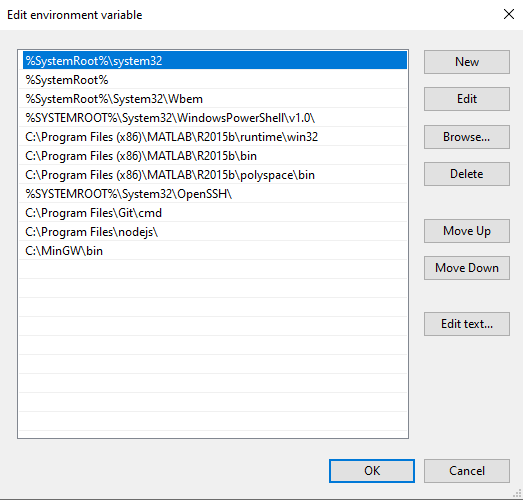 Edit environment variable
%SystemRoot%\system32
%SystemRoot%
%SystemRoot%\System32\Wbem
%SYSTEMROOT%\System32\WindowsPowerShell\v1.0\
C:\Program Files (x86)\MATLAB\R2015b\runtime\win32
C:\Program Files (x86)\MATLAB\R2015b\bin
C:\Program Files (x86)\MATLAB\R2015b\polyspace\bin
%SYSTEMROOT%\System32\OpenSSH\
C:\Program Files\Git\cmd
C:\Program Files\nodejs\
C:\MinGW\bin
New
Edit
Browse...
Delete
Move Up
Move Down
Edit text...
OK
Cancel